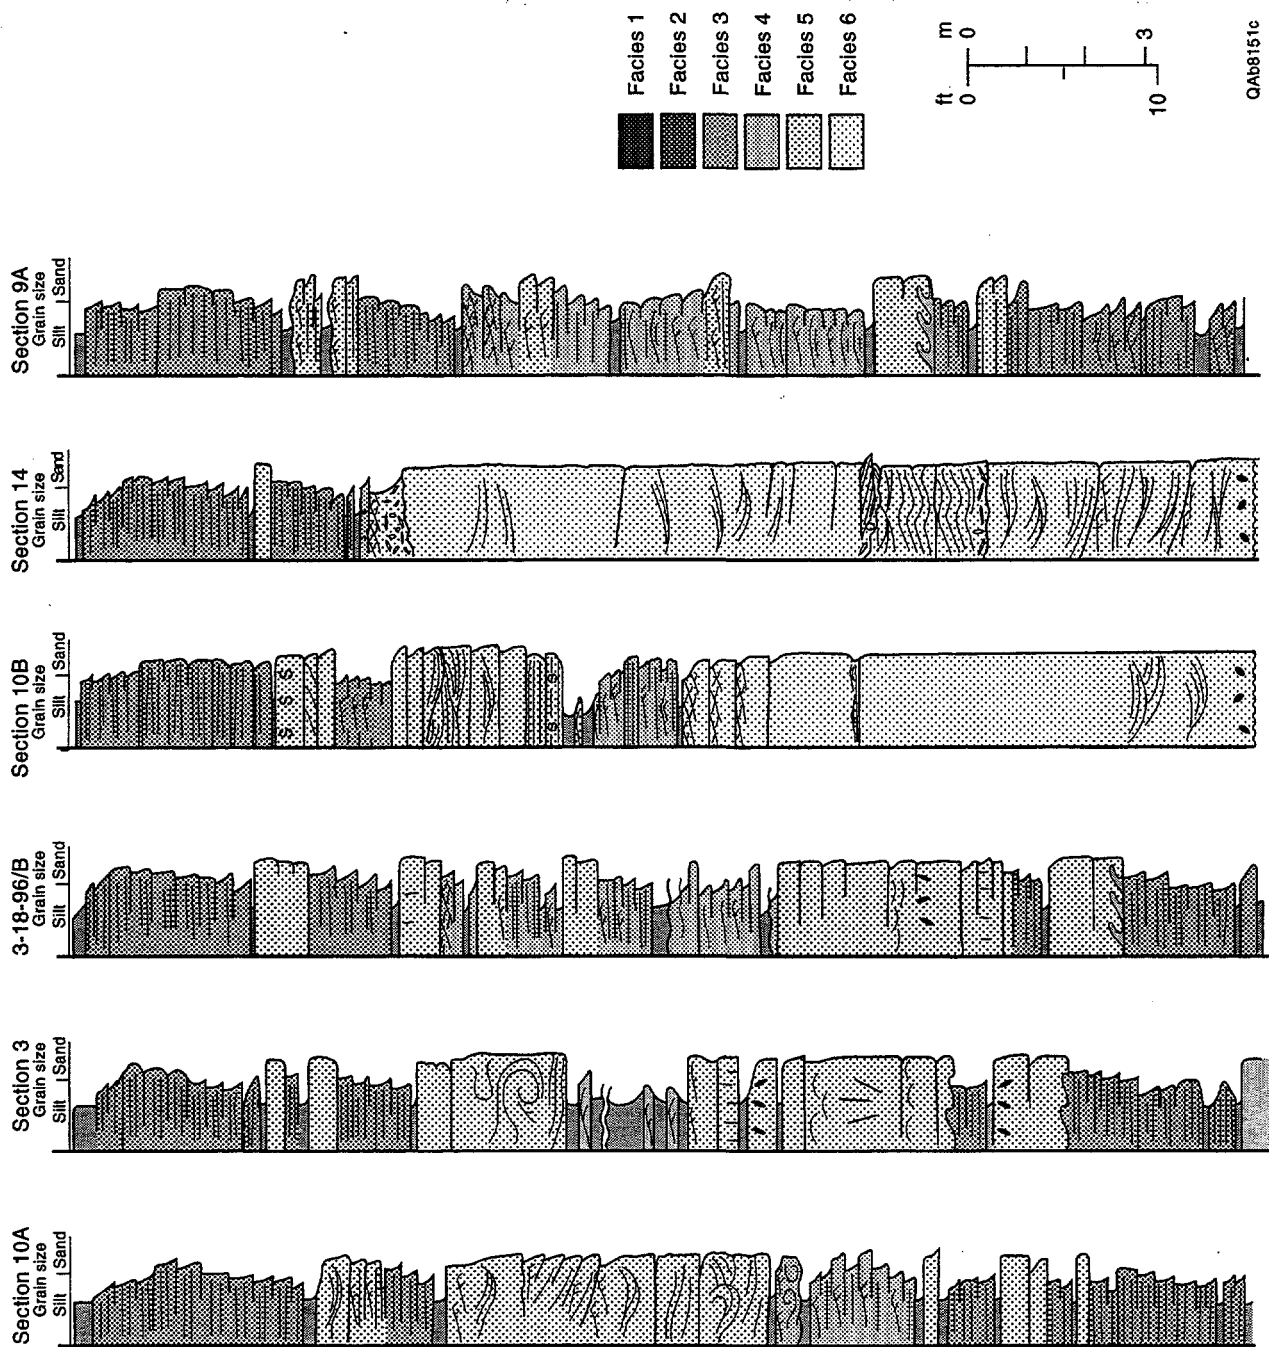 Section 10A
Grain size
Silt Sand
Section 3
Grain size
Silt Sand
3-18-96/B
Grain size
Silt Sand
Section 10B
Grain size
Silt Sand
Section 14
Grain size
Silt Sand
Section 9A
Grain size
Silt Sand
S S S
S S
Facies 1
Facies 2
Facies 3
Facies 4
Facies 5
Facies 6
ft m
0 0
10 3
QAb8151c